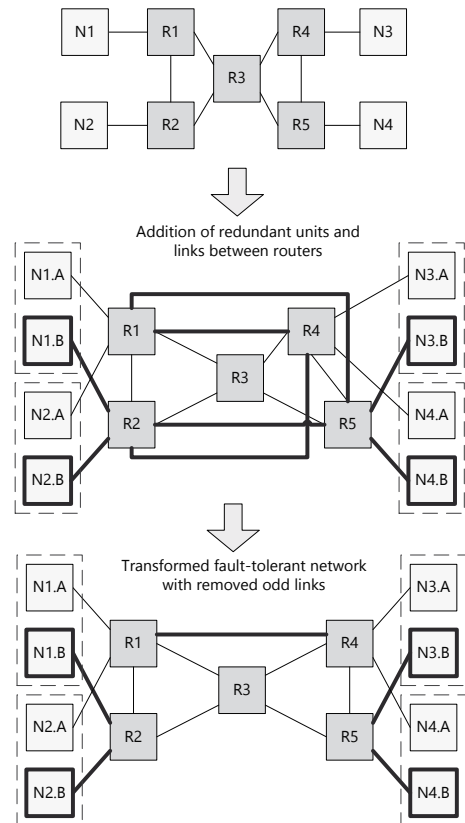 N1 R1 R4 N3
R3
N2 R2 R5 N4
Addition of redundant units and
links between routers
N1.A N3.A
N1.B R1 R4 N3.B
R3
N2.A R2 R5 N4.A
N2.B N4.B
Transformed fault-tolerant network
with removed odd links
N1.A N3.A
N1.B R1 R4 N3.B
R3
N2.A R2 R5 N4.A
N2.B N4.B